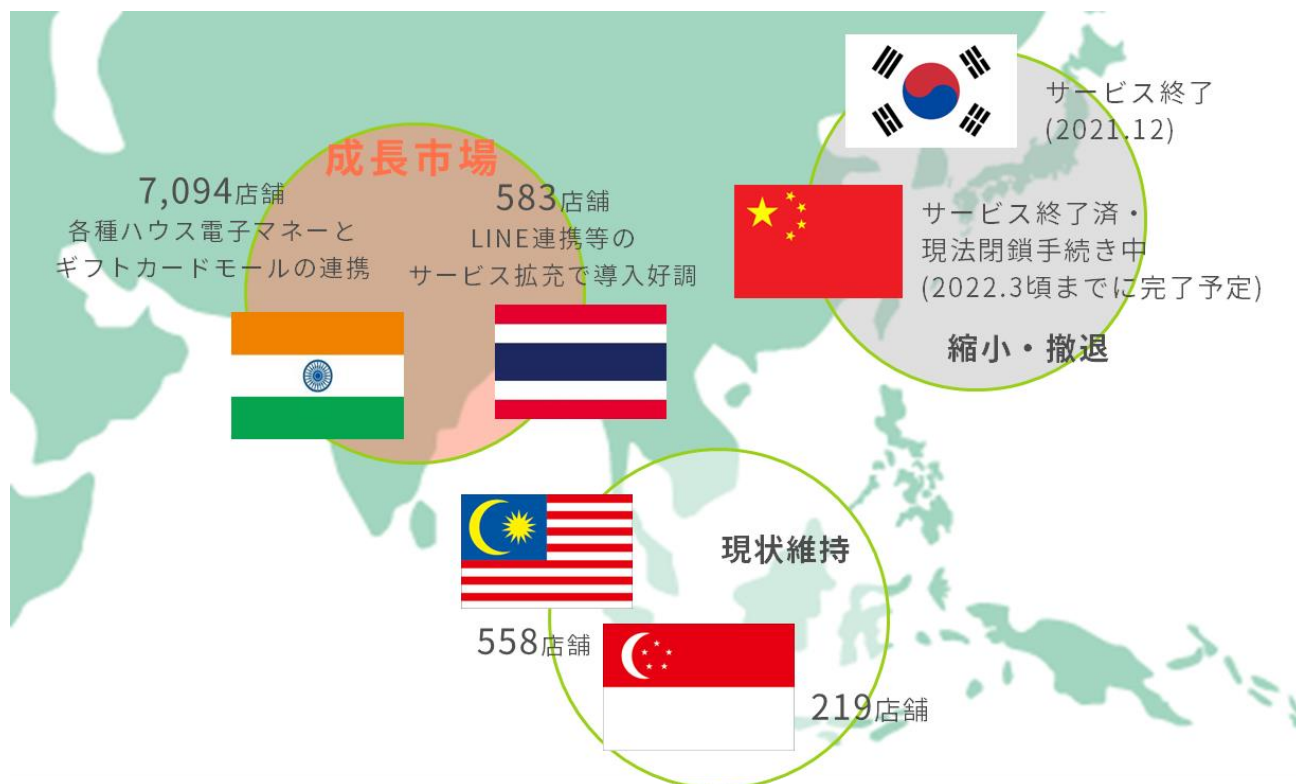 成長市場
7,094店舗
各種ハウス電子マネーと
ギフトカードモールの連携
583店舗
LINE連携等の
サービス拡充で導入好調
サービス終了
(2021.12)
サービス終了済・
現法閉鎖手続き中
(2022.3頃までに完了予定)
縮小・撤退
現状維持
558店舗
219店舗